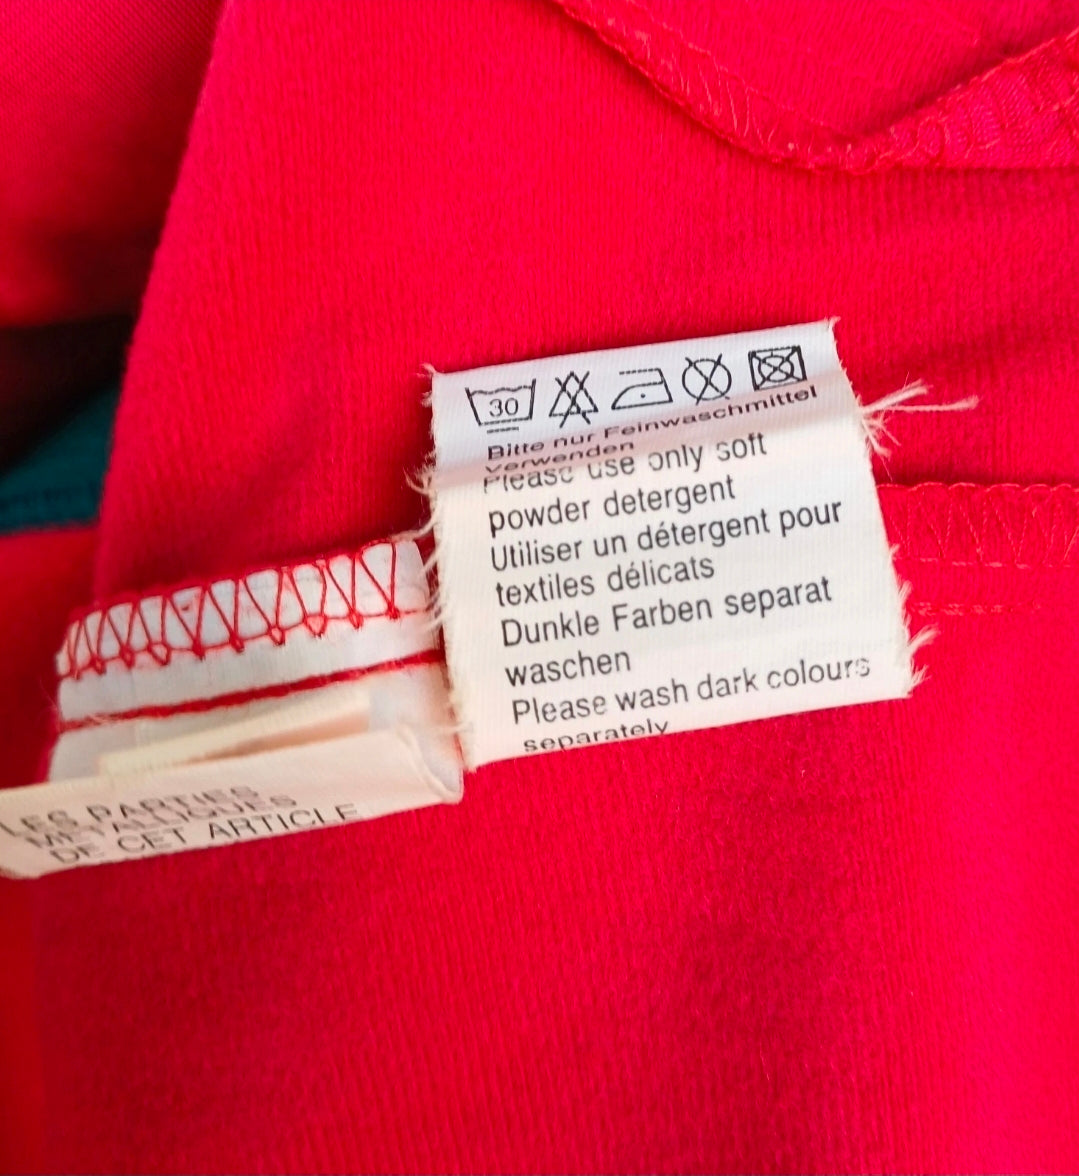 30
Bitte nur Feinwaschmittel
verwenden
Please use only soft
powder detergent
Utiliser un détergent pour
textiles délicats
Dunkle Farben separat
waschen
Please wash dark colours
separately
LES PARTIES
METALLIQUES
DE CET ARTICLE